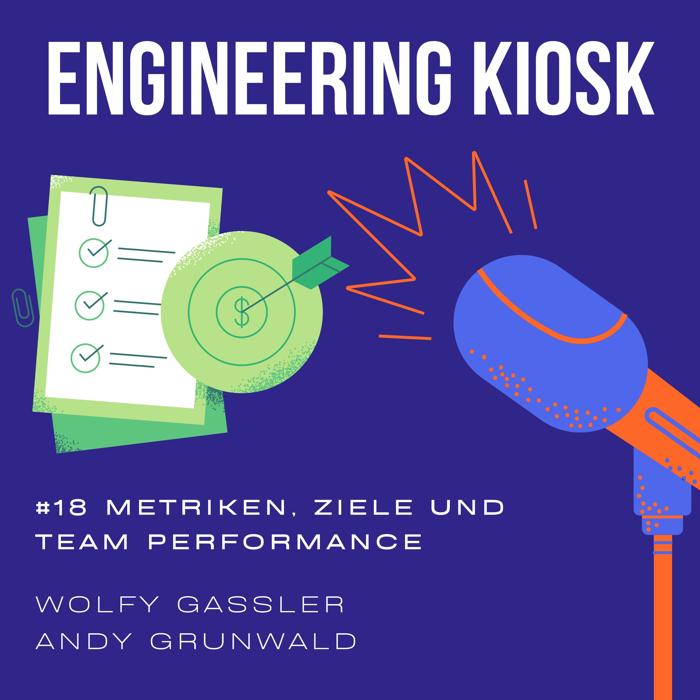 ENGINEERING KIOSK
$
#18 METRIKEN, ZIELE UND
TEAM PERFORMANCE
WOLFY GASSLER
ANDY GRUNWALD